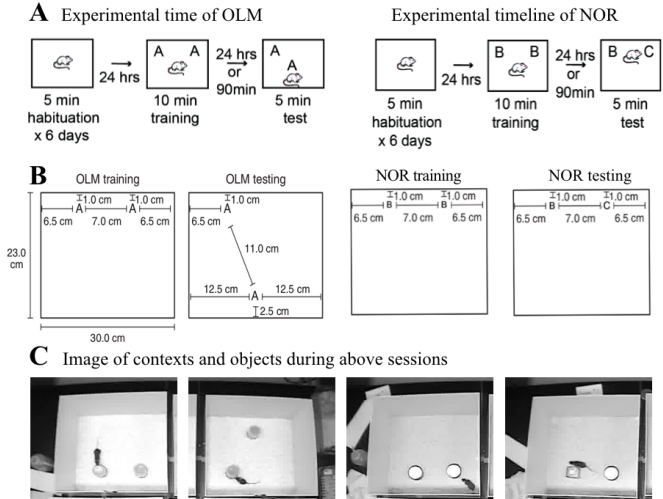 A Experimental time of OLM
Experimental timeline of NOR
A A
A
A
B B
B C
24 hrs
24 hrs
or
90min
24 hrs
24 hrs
or
90min
5 min
habituation
x 6 days
10 min
training
5 min
test
5 min
habituation
x 6 days
10 min
training
5 min
test
B
OLM training
OLM testing
NOR training
NOR testing
1.0 cm 1.0 cm
A A
6.5 cm 7.0 cm 6.5 cm
23.0
cm
30.0 cm
1.0 cm
A
6.5 cm
11.0 cm
12.5 cm A 12.5 cm
2.5 cm
1.0 cm 1.0 cm
B B
6.5 cm 7.0 cm 6.5 cm
1.0 cm 1.0 cm
B C
6.5 cm 7.0 cm 6.5 cm
C Image of contexts and objects during above sessions